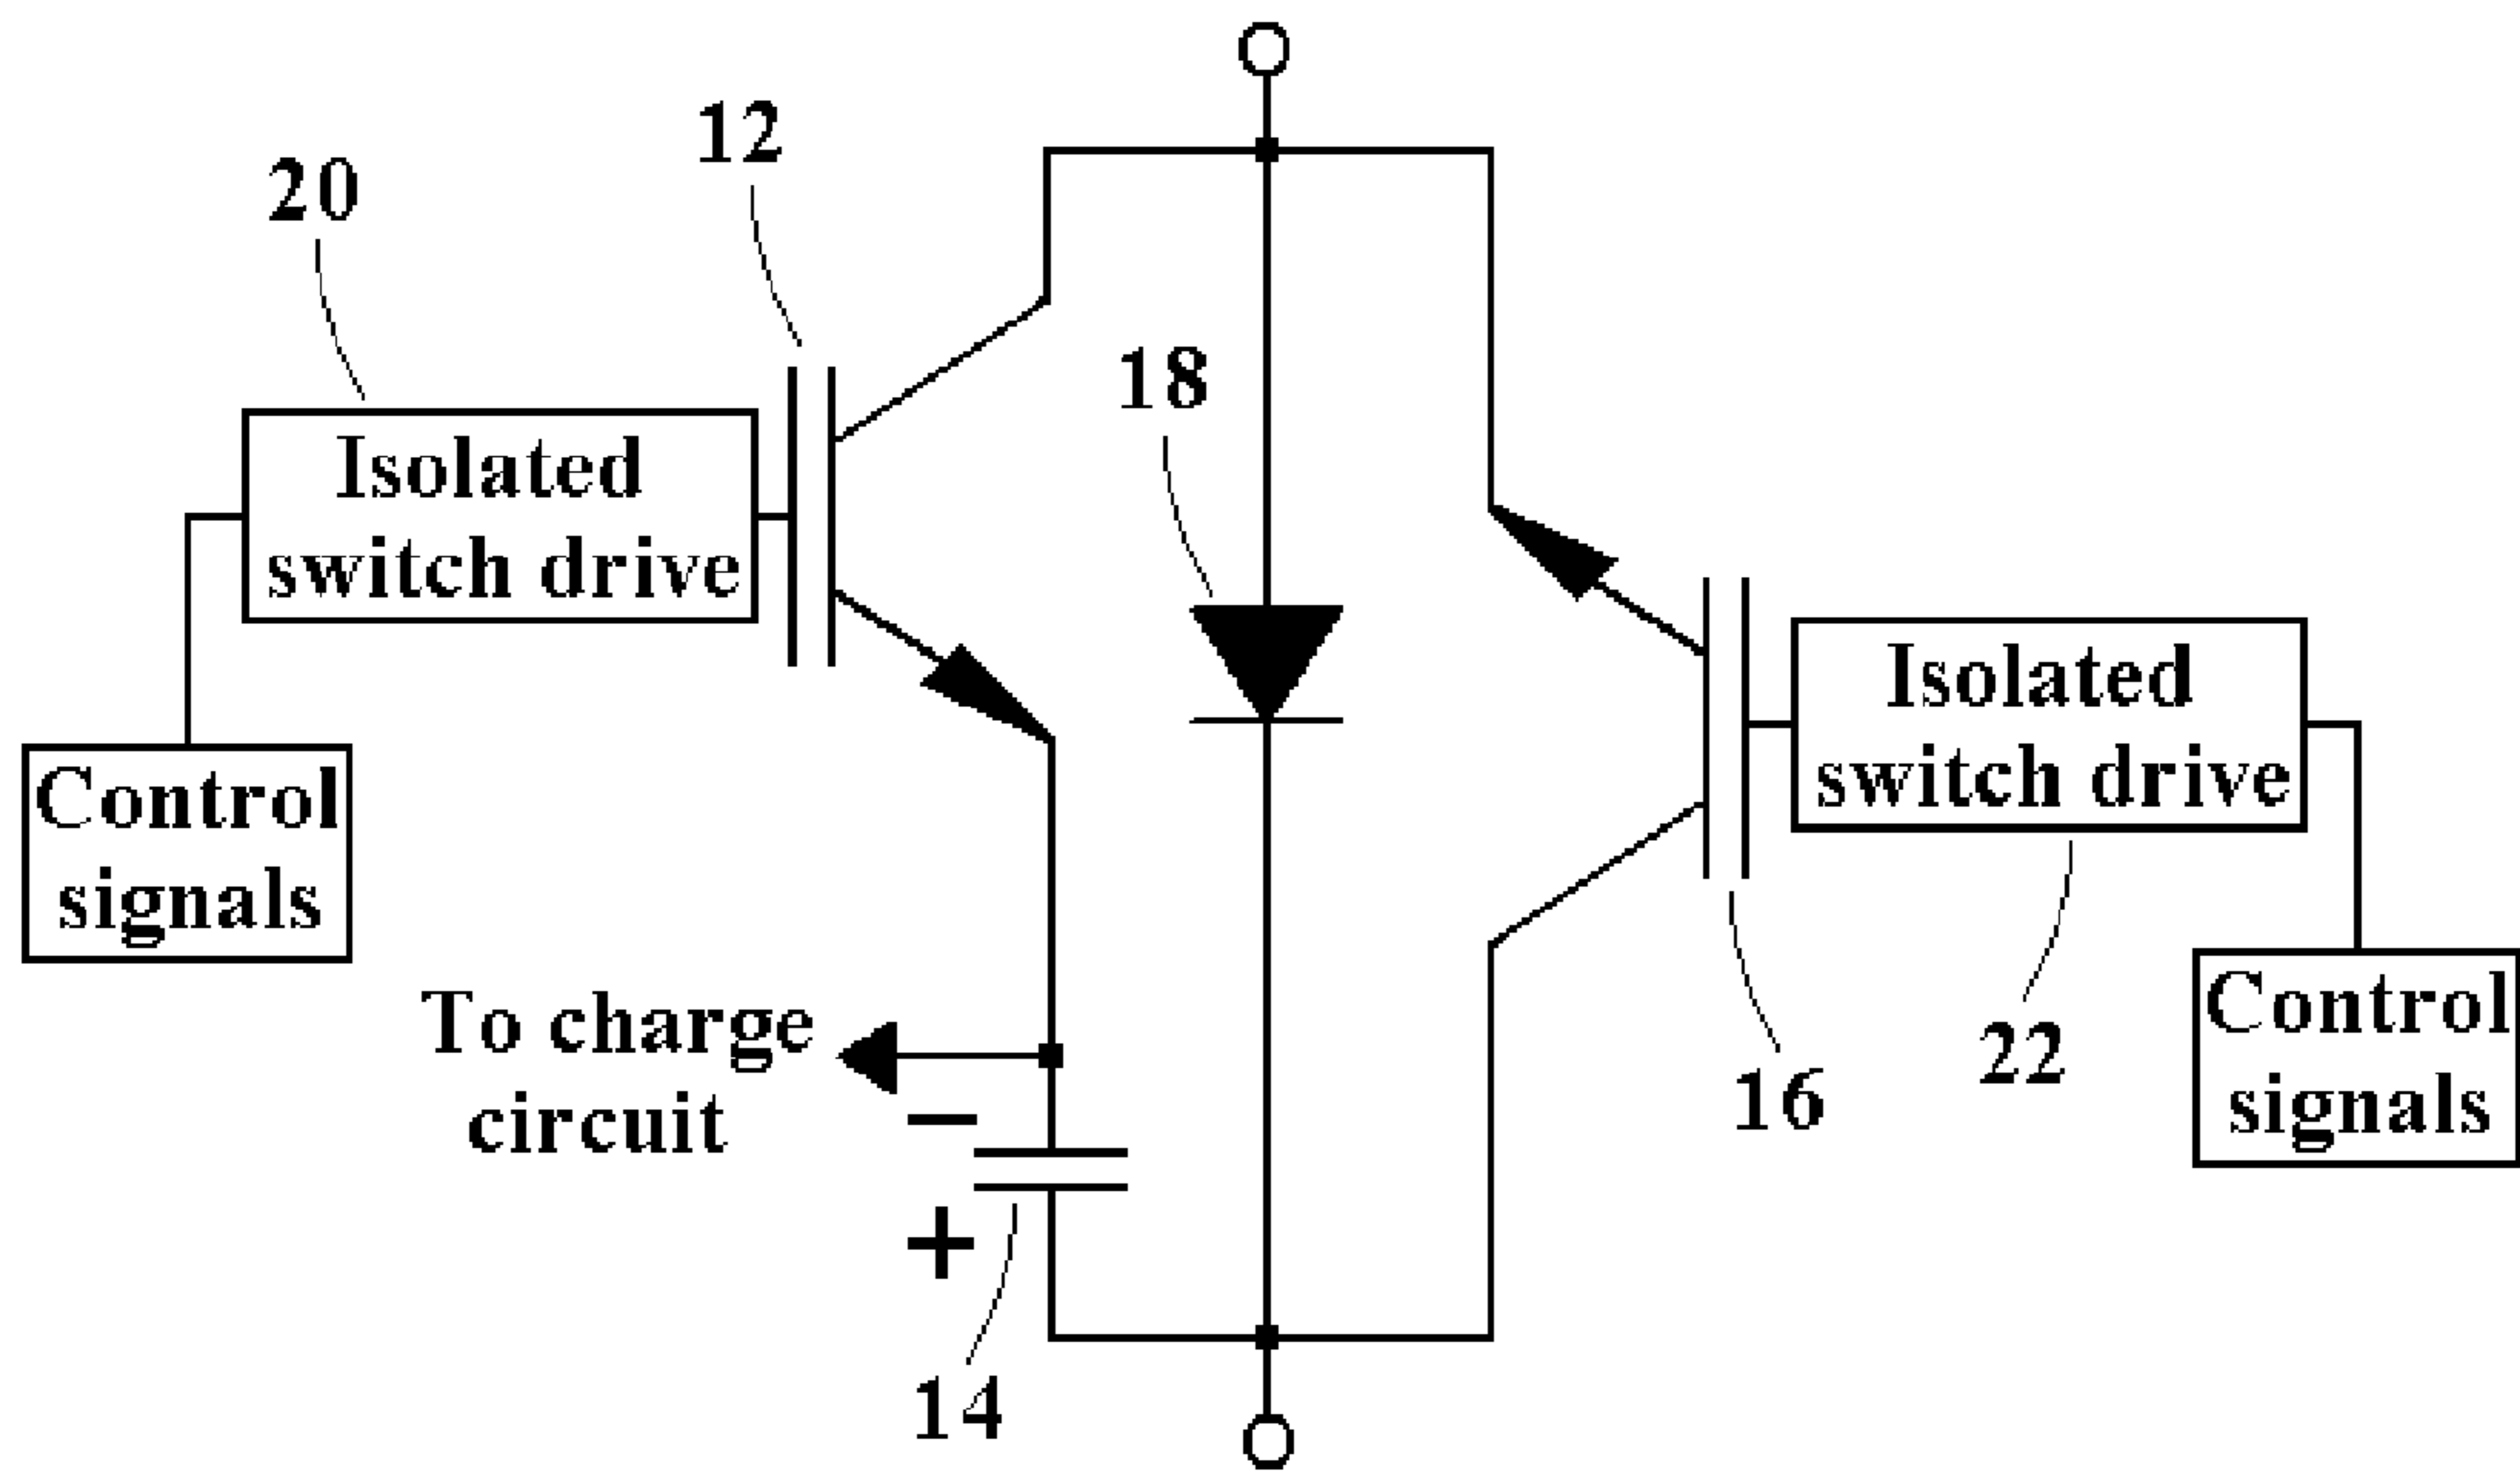 12
20
18
Isolated
switch drive
Isolated
switch drive
Control
signals
To charge
circuit
−
+
14
16
22
Control
signals